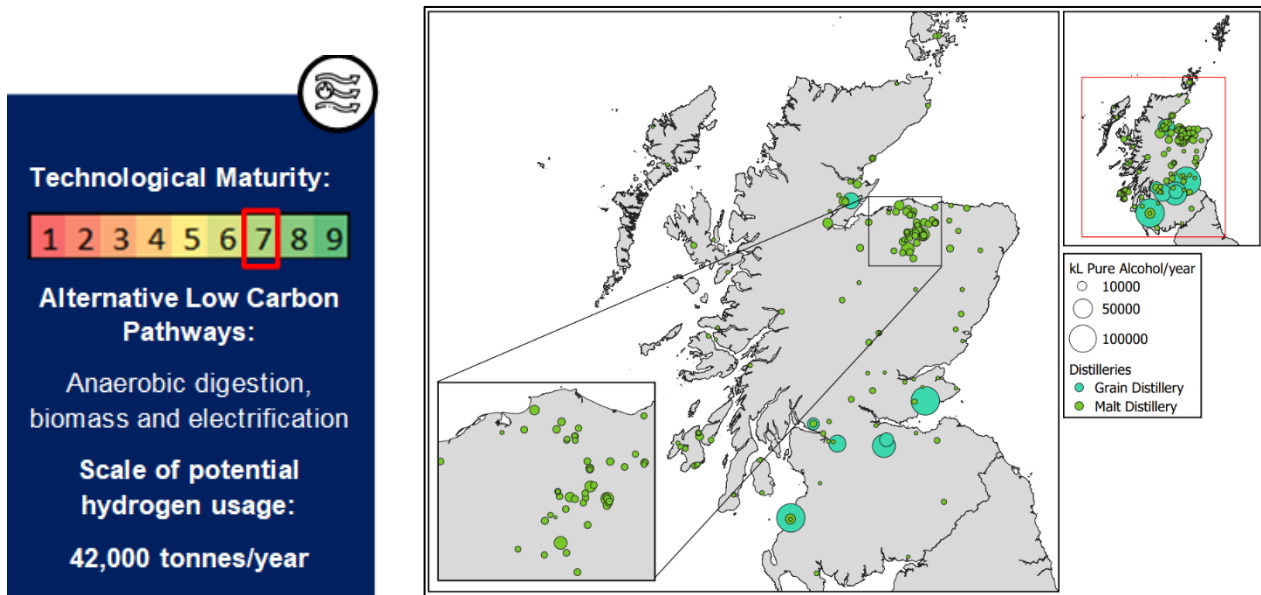 Technological Maturity:
1 2 3 4 5 6 7 8 9
Alternative Low Carbon
Pathways:
Anaerobic digestion,
biomass and electrification
Scale of potential
hydrogen usage:
42,000 tonnes/year
kL Pure Alcohol/year
10000
50000
100000
Distilleries
Grain Distillery
Malt Distillery